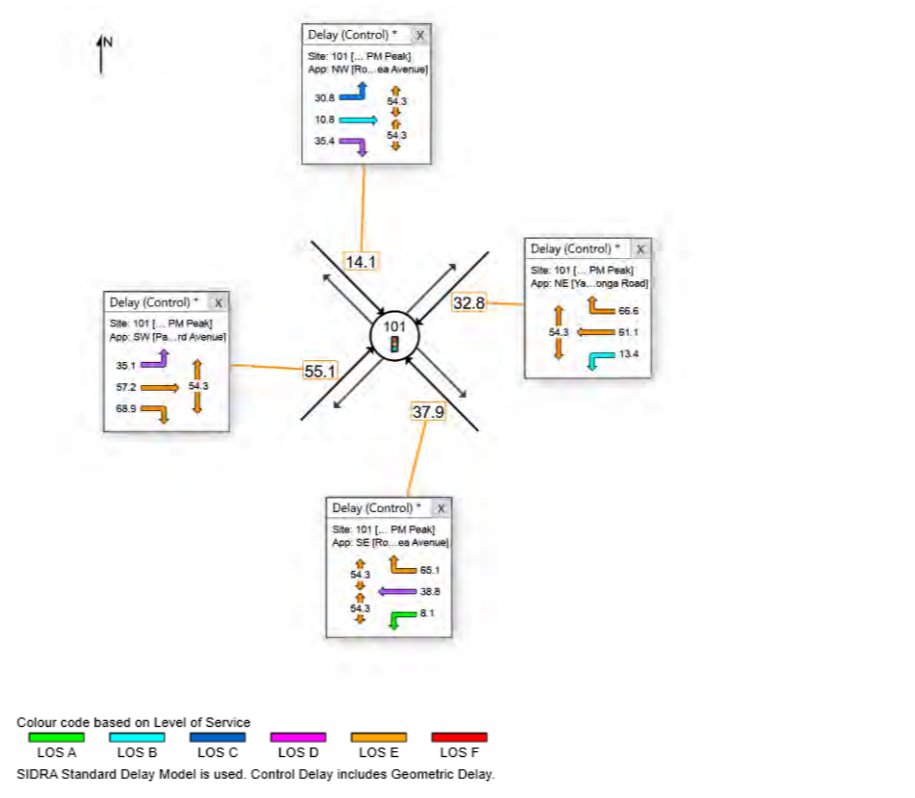 N
Delay (Control) * X
Site: 101 [... PM Peak]
App: NW [Ro...ea Avenue]
30.8
54.3
10.8
54.3
35.4
14.1
Delay (Control) * X
Site: 101 [... PM Peak]
App: NE [Ya...onga Road]
66.6
54.3
61.1
13.4
32.8
Delay (Control) * X
Site: 101 [... PM Peak]
App: SW [Pa...rd Avenue]
35.1
57.2
54.3
68.9
101
55.1
37.9
Delay (Control) * X
Site: 101 [... PM Peak]
App: SE [Ro...ea Avenue]
54.3
65.1
38.8
54.3
8.1
Colour code based on Level of Service
LOS A LOS B LOS C LOS D LOS E LOS F
SIDRA Standard Delay Model is used. Control Delay includes Geometric Delay.